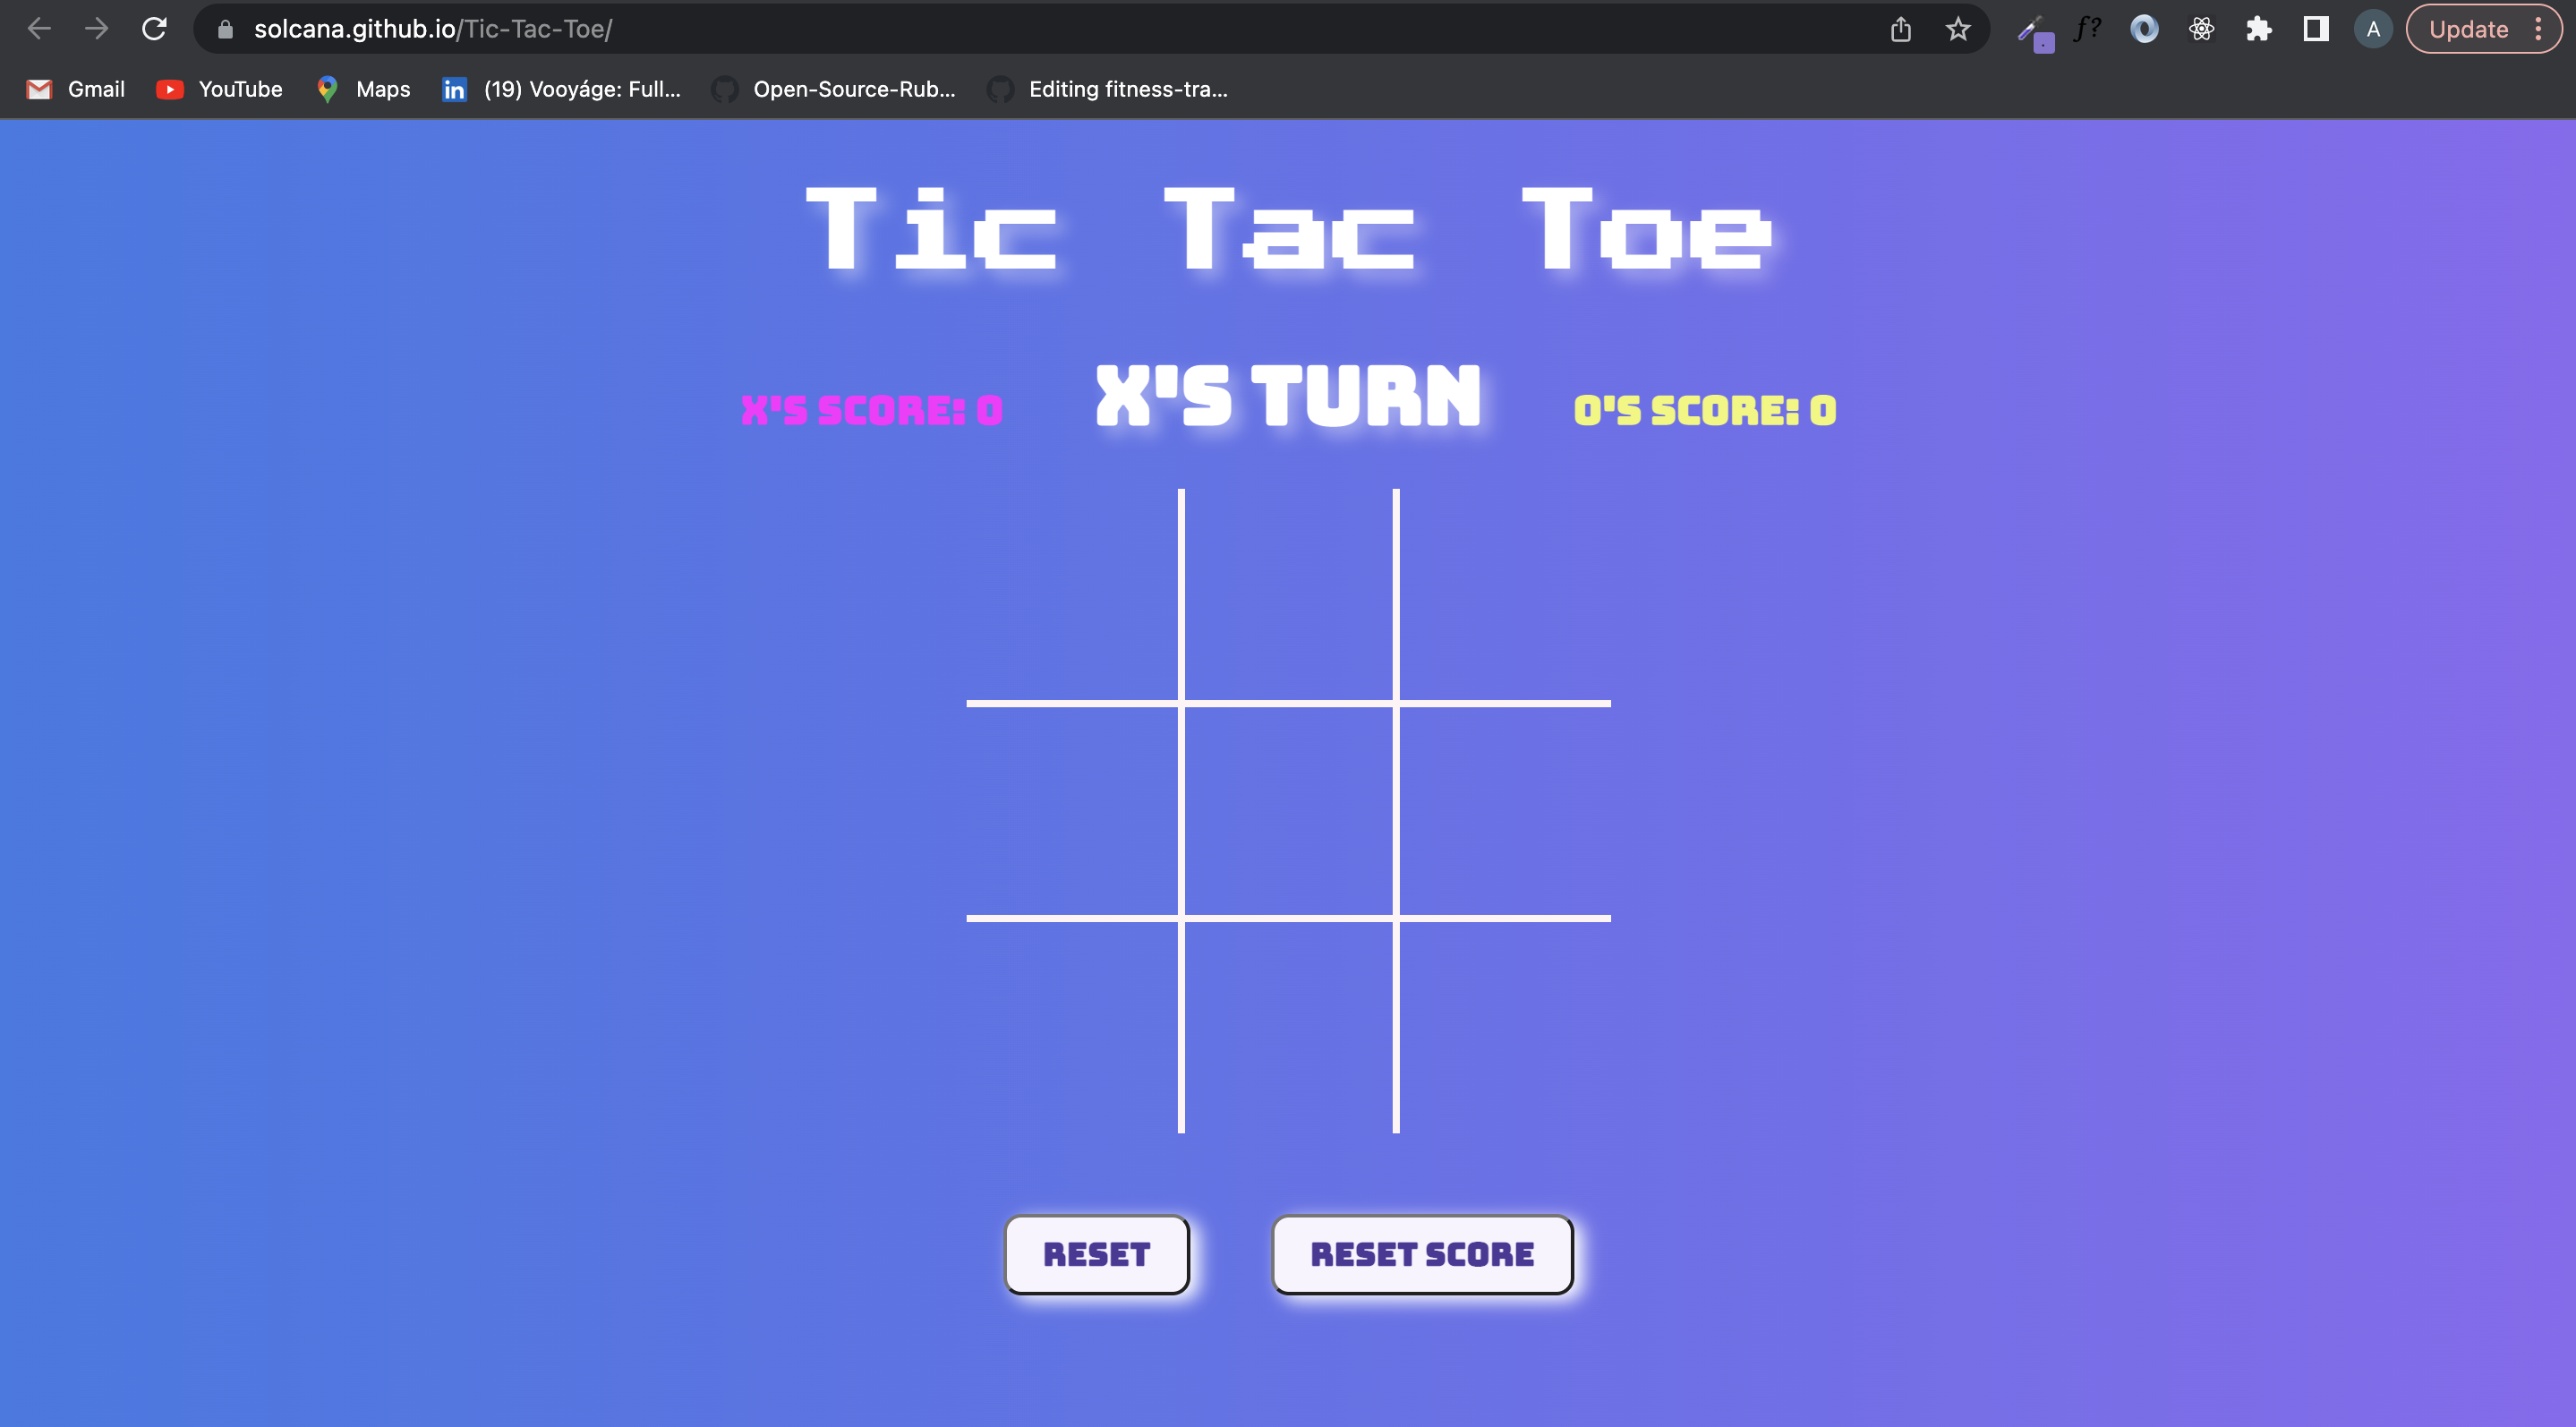 solcana.github.io/Tic-Tac-Toe/
f?
A
Update
Gmail
YouTube
Maps
in
(19) Vooyáge: Full...
Open-Source-Rub...
Editing fitness-tra...
Tic Tac Toe
X'S SCORE: 0
X'S TURN
O'S SCORE: 0
RESET
RESET SCORE